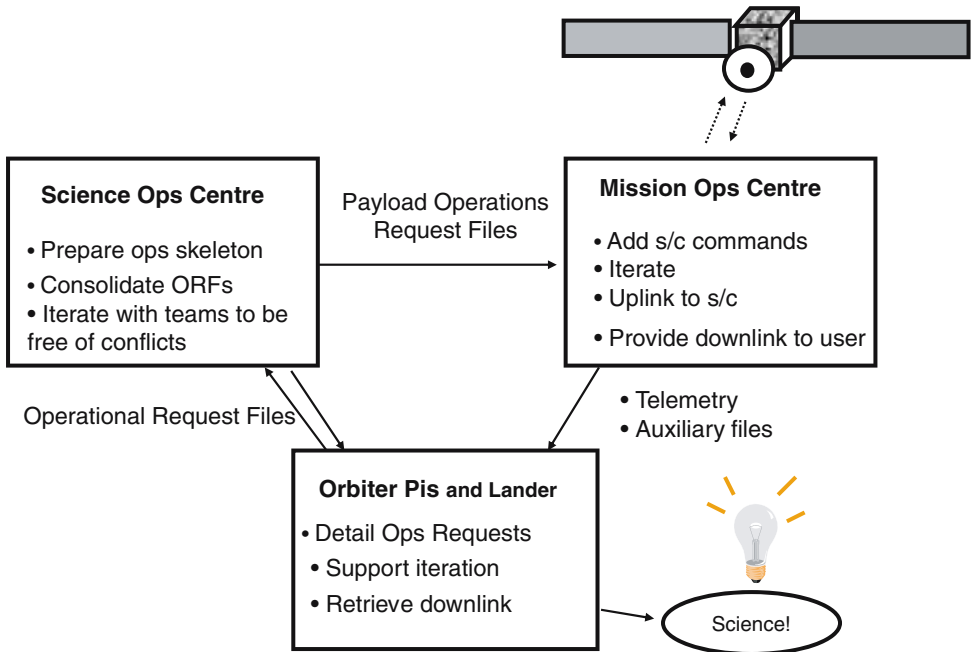 Science Ops Centre
• Prepare ops skeleton
• Consolidate ORFs
• Iterate with teams to be
free of conflicts
Payload Operations
Request Files
Mission Ops Centre
• Add s/c commands
• Iterate
• Uplink to s/c
• Provide downlink to user
Operational Request Files
• Telemetry
• Auxiliary files
Orbiter Pis and Lander
• Detail Ops Requests
• Support iteration
• Retrieve downlink
Science!